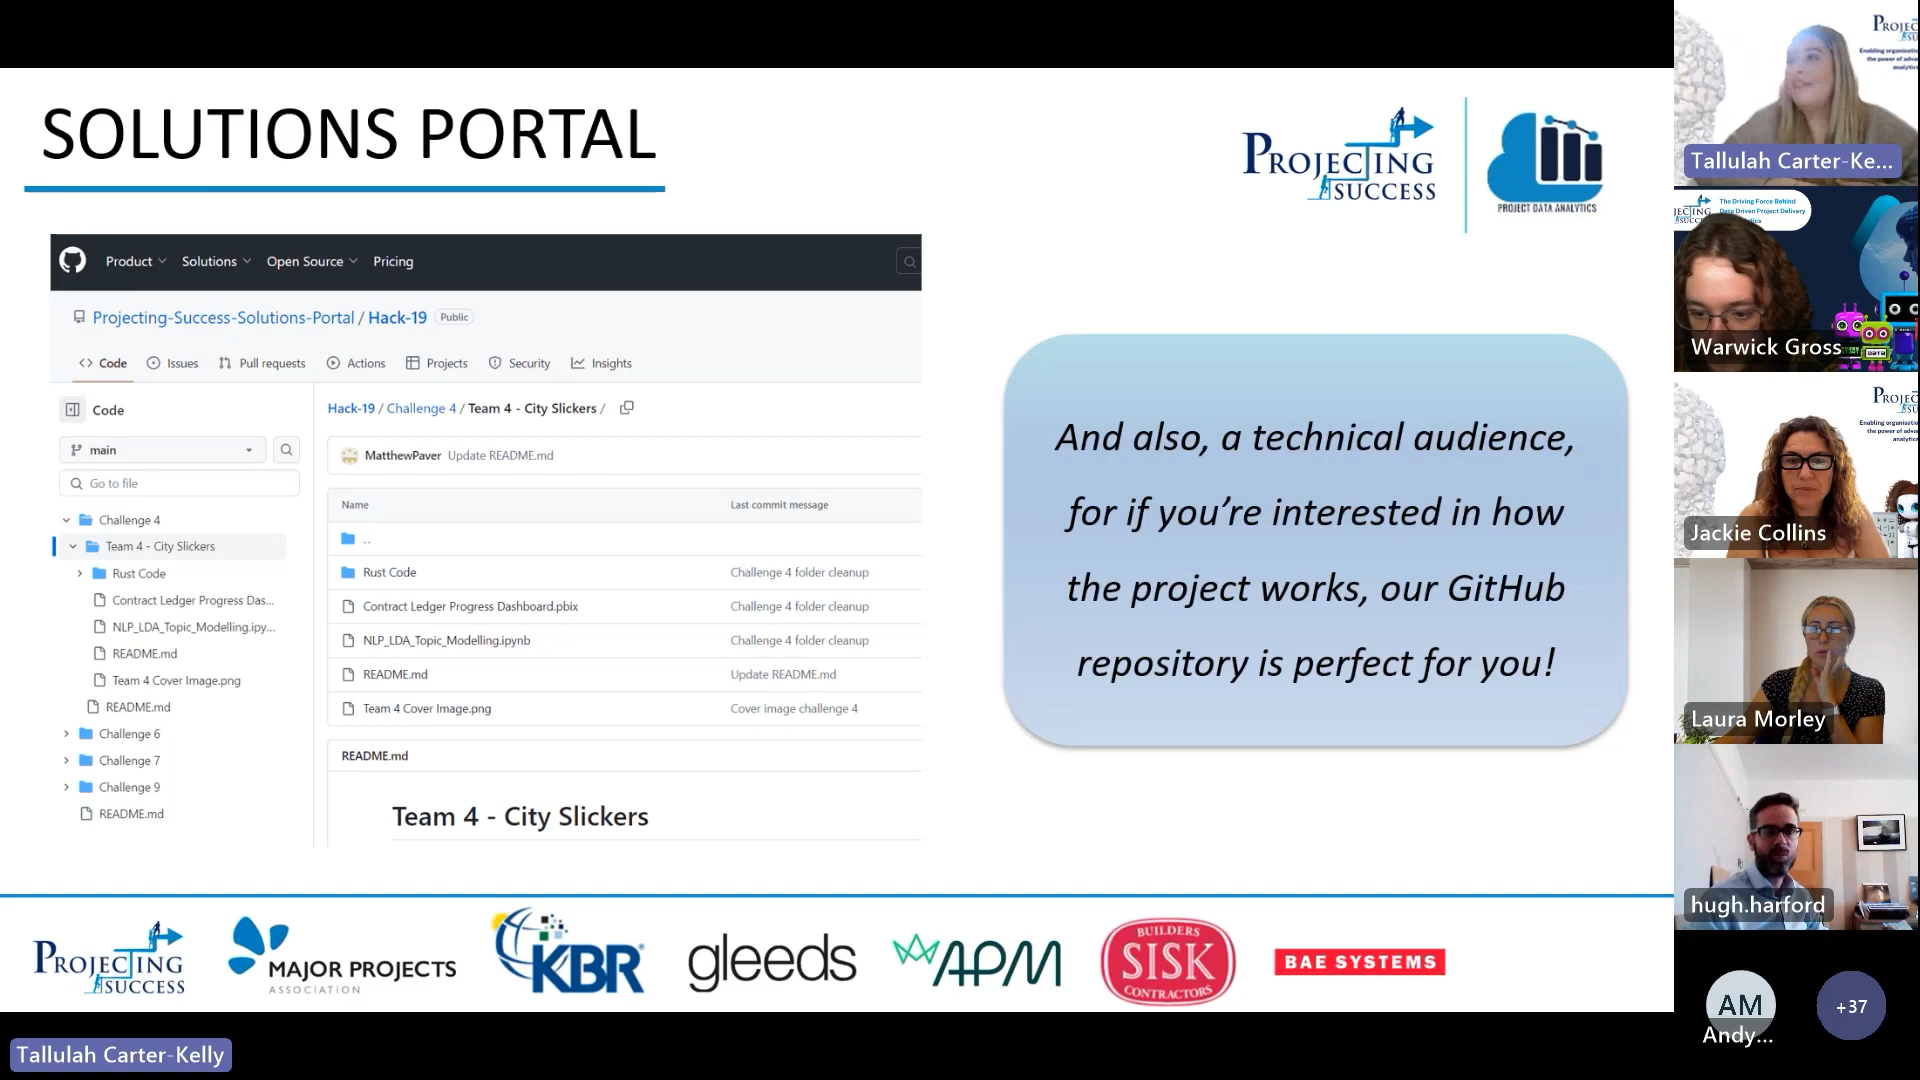 SOLUTIONS PORTAL
PROJECTING
SUCCESS
PROJECT DATA ANALYTICS
Product
Solutions
Open Source
Pricing
Projecting-Success-Solutions-Portal / Hack-19 Public
Code
Issues
Pull requests
Actions
Projects
Security
Insights
Code
main
Go to file
Challenge 4
Team 4 - City Slickers
Rust Code
Contract Ledger Progress Das...
NLP_LDA_Topic_Modelling.ipy...
README.md
Team 4 Cover Image.png
README.md
Challenge 6
Challenge 7
Challenge 9
README.md
Hack-19 / Challenge 4 / Team 4 - City Slickers /
MatthewPaver Update README.md
Name Last commit message
..
Rust Code Challenge 4 folder cleanup
Contract Ledger Progress Dashboard.pbix Challenge 4 folder cleanup
NLP_LDA_Topic_Modelling.ipynb Challenge 4 folder cleanup
README.md Update README.md
Team 4 Cover Image.png Cover image challenge 4
README.md
Team 4 - City Slickers
And also, a technical audience,
for if you’re interested in how
the project works, our GitHub
repository is perfect for you!
PROJECTING
SUCCESS
MAJOR PROJECTS
ASSOCIATION
KBR
gleeds
APM
BUILDERS
SISK
CONTRACTORS
BAE SYSTEMS
Tallulah Carter-Kelly
Tallulah Carter-Ke...
The Driving Force Behind
Data Driven Project Delivery
Warwick Gross
DATA
Jackie Collins
Laura Morley
hugh.harford
AM
Andy...
+37